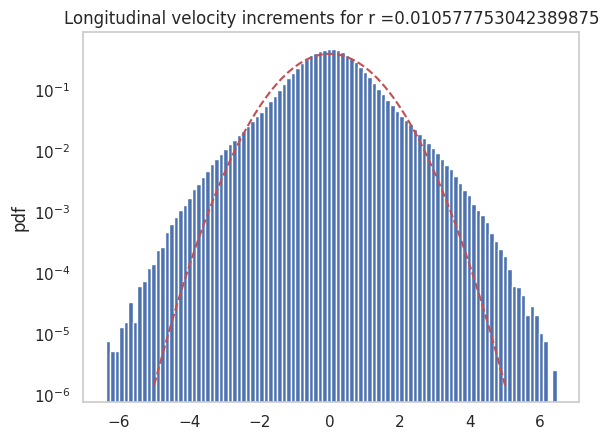 Longitudinal velocity increments for r =0.010577753042389875
pdf
10⁻¹
10⁻²
10⁻³
10⁻⁴
10⁻⁵
10⁻⁶
−6 −4 −2 0 2 4 6